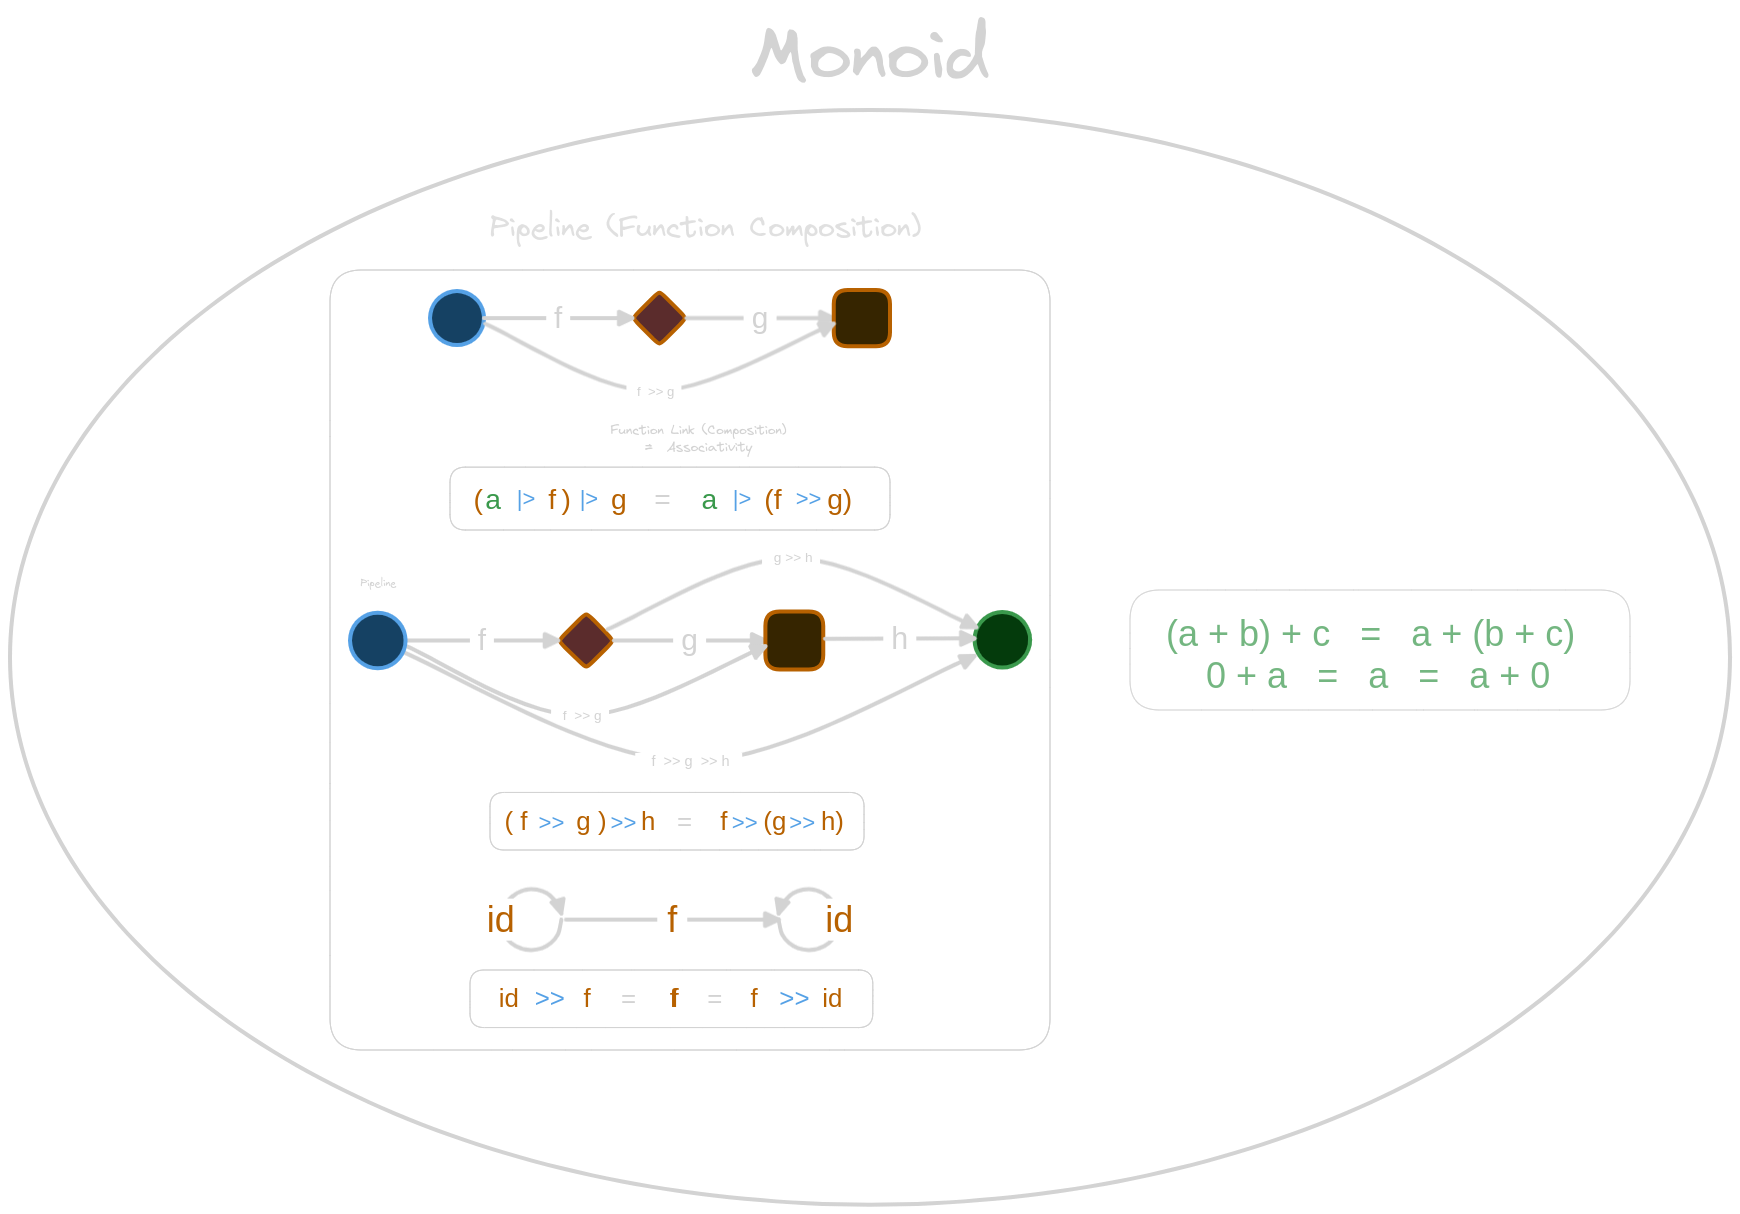 Monoid
Pipeline (Function Composition)
f g
f >> g
Function Link (Composition)
= Associativity
(a |> f) |> g = a |> (f >> g)
g >> h
Pipeline
f g h
f >> g
f >> g >> h
(a + b) + c = a + (b + c)
0 + a = a = a + 0
( f >> g ) >> h = f >> (g >> h)
id f id
id >> f = f = f >> id